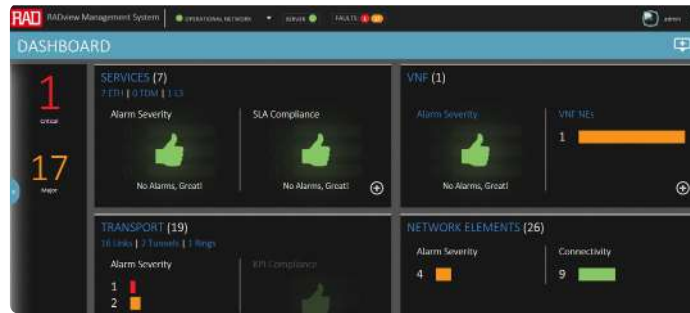 RAD RADview Management System OPERATIONAL NETWORK SERVER FAULTS
DASHBOARD
1
Critical
17
Major
SERVICES (7)
7 ETH | 0 TDM | 1 L3
Alarm Severity
No Alarms, Great!
SLA Compliance
No Alarms, Great!
VNF (1)
Alarm Severity
No Alarms, Great!
VNF NEs
1
TRANSPORT (19)
16 Links | 2 Tunnels | 1 Rings
Alarm Severity
1
2
KPI Compliance
NETWORK ELEMENTS (26)
Alarm Severity
4
Connectivity
9